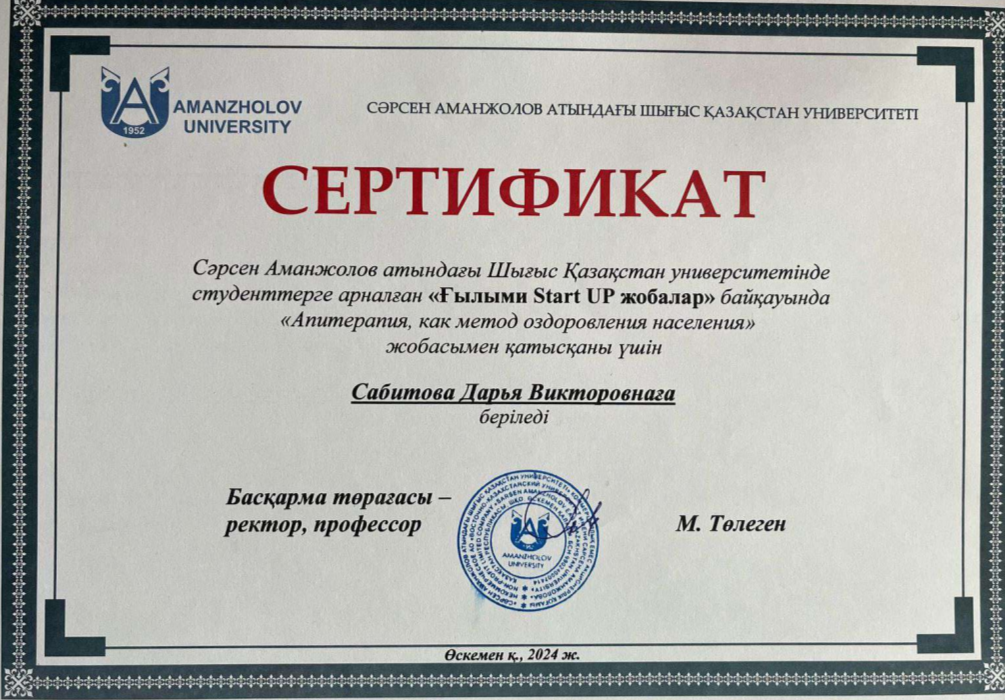 AMANZHOLOV
UNIVERSITY
1952
СӘРСЕН АМАНЖОЛОВ АТЫНДАҒЫ ШЫҒЫС ҚАЗАҚСТАН УНИВЕРСИТЕТІ
СЕРТИФИКАТ
Сәрсен Аманжолов атындағы Шығыс Қазақстан университетінде
студенттерге арналған «Ғылыми Start UP жобалар» байқауында
«Апитерапия, как метод оздоровления населения»
жобасымен қатысқаны үшін
Сабитова Дарья Викторовнаға
беріледі
Басқарма төрағасы –
ректор, профессор
AMANZHOLOV
UNIVERSITY
М. Төлеген
Өскемен қ., 2024 ж.